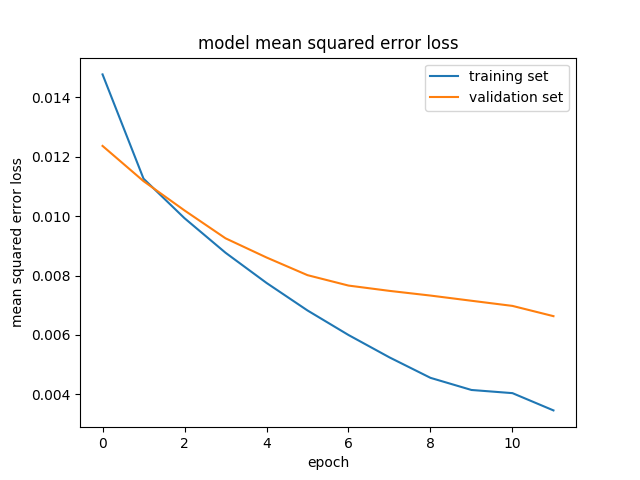 model mean squared error loss
training set
validation set
0.014
0.012
0.010
0.008
0.006
0.004
mean squared error loss
0 2 4 6 8 10
epoch